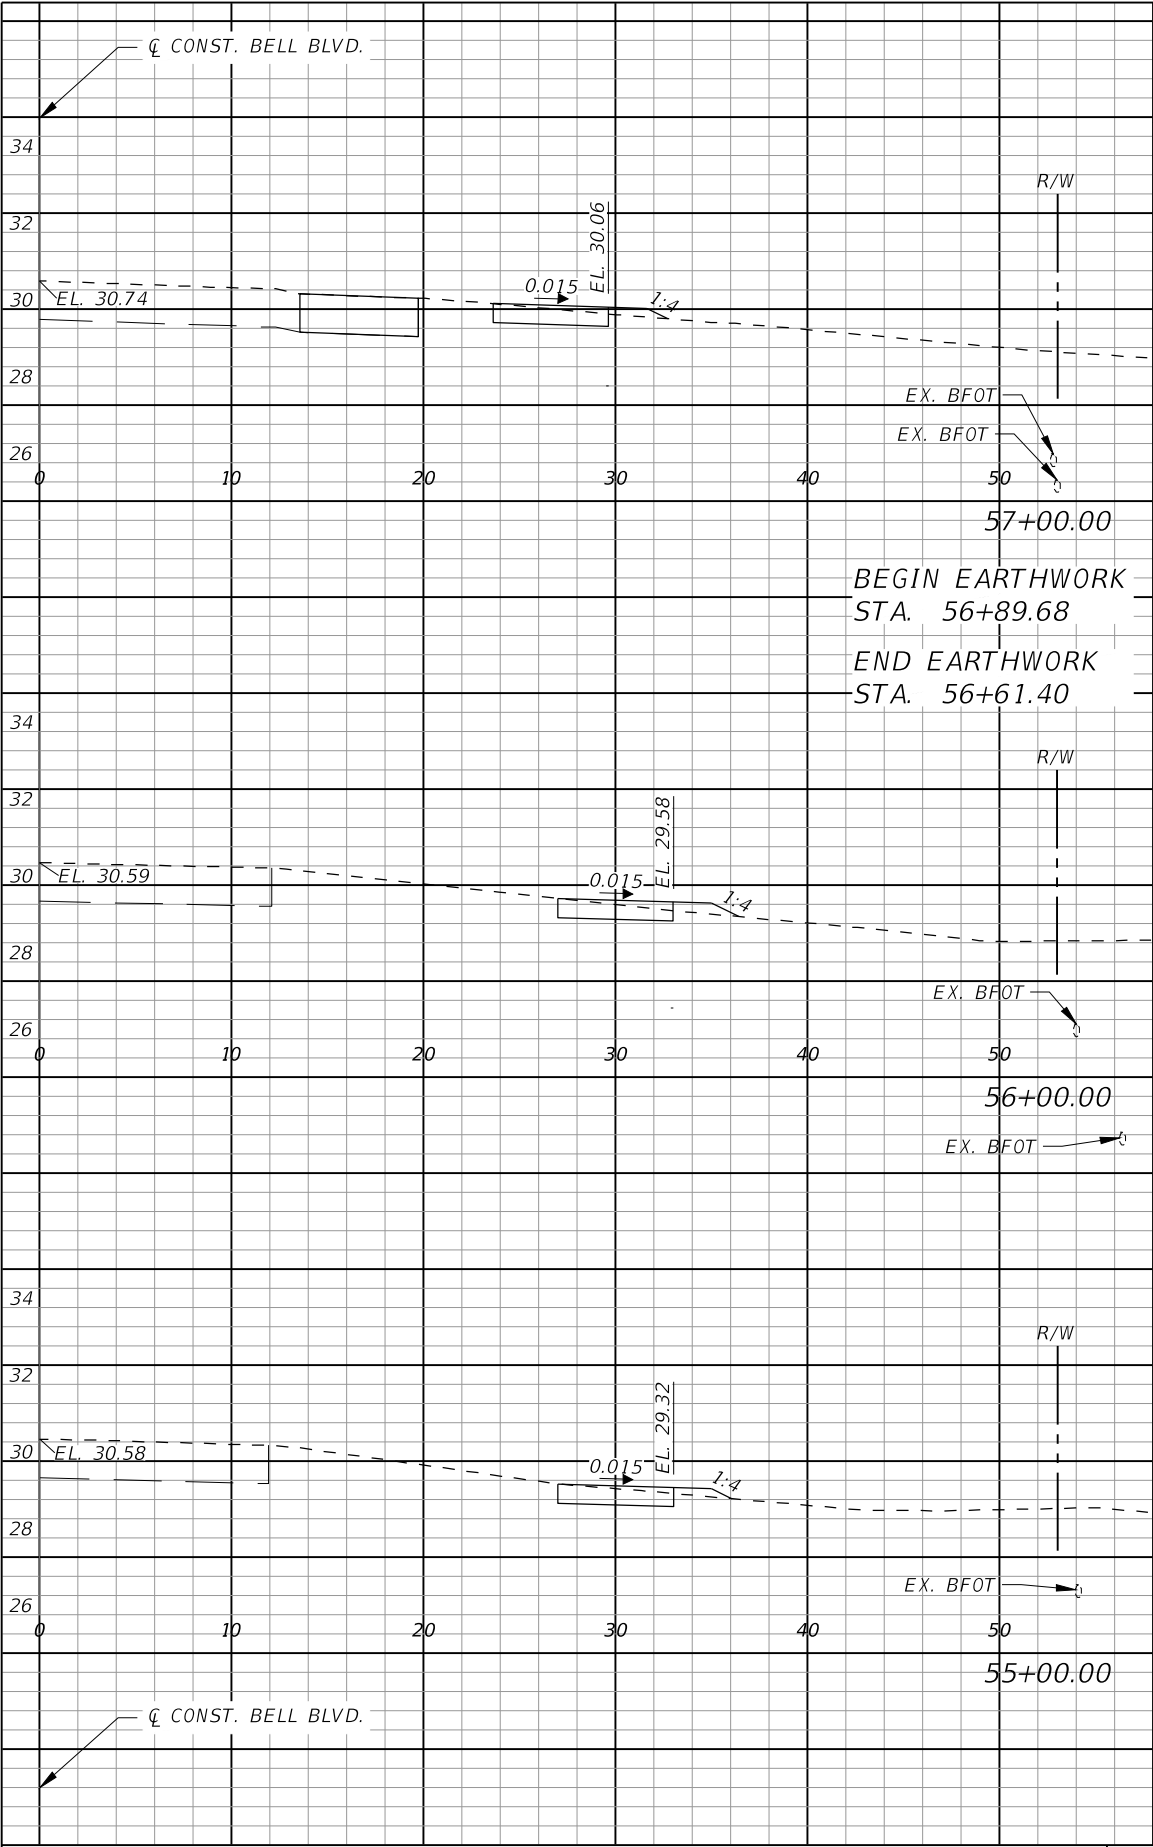 ℄ CONST. BELL BLVD.
34
R/W
32
EL. 30.06
0.015
1:4
30
EL. 30.74
28
EX. BFOT
EX. BFOT
26
0 10 20 30 40 50
57+00.00
BEGIN EARTHWORK
STA. 56+89.68
END EARTHWORK
STA. 56+61.40
34
R/W
32
EL. 29.58
0.015
1:4
30
EL. 30.59
28
EX. BFOT
26
0 10 20 30 40 50
56+00.00
EX. BFOT
34
R/W
32
EL. 29.32
0.015
1:4
30
EL. 30.58
28
EX. BFOT
26
0 10 20 30 40 50
55+00.00
℄ CONST. BELL BLVD.